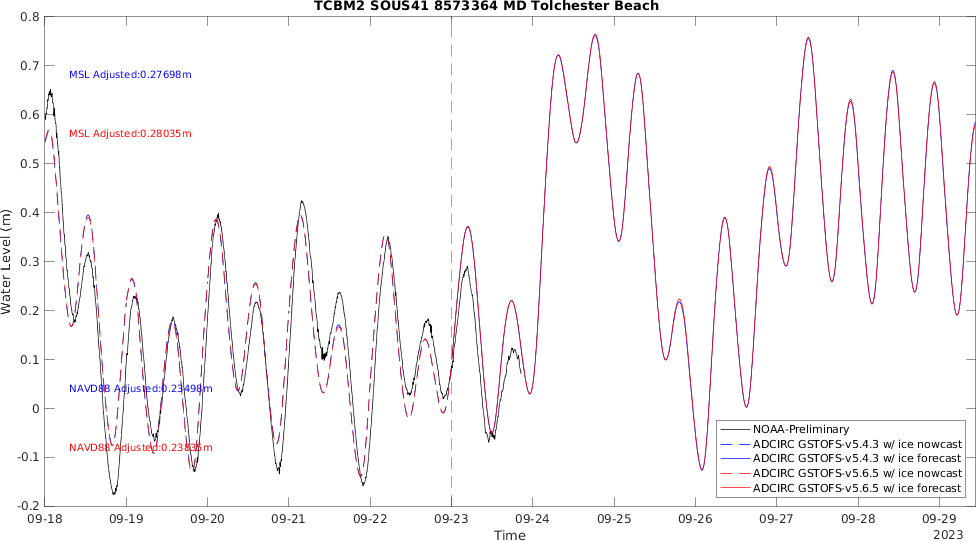 TCBM2 SOUS41 8573364 MD Tolchester Beach
0.8
0.7
0.6
0.5
0.4
0.3
0.2
0.1
0
-0.1
-0.2
Water Level (m)
MSL Adjusted:0.27698m
MSL Adjusted:0.28035m
NAVD88 Adjusted:0.23498m
NAVD88 Adjusted:0.23835m
NOAA-Preliminary
ADCIRC GSTOFS-v5.4.3 w/ ice nowcast
ADCIRC GSTOFS-v5.4.3 w/ ice forecast
ADCIRC GSTOFS-v5.6.5 w/ ice nowcast
ADCIRC GSTOFS-v5.6.5 w/ ice forecast
09-18 09-19 09-20 09-21 09-22 09-23 09-24 09-25 09-26 09-27 09-28 09-29
Time
2023